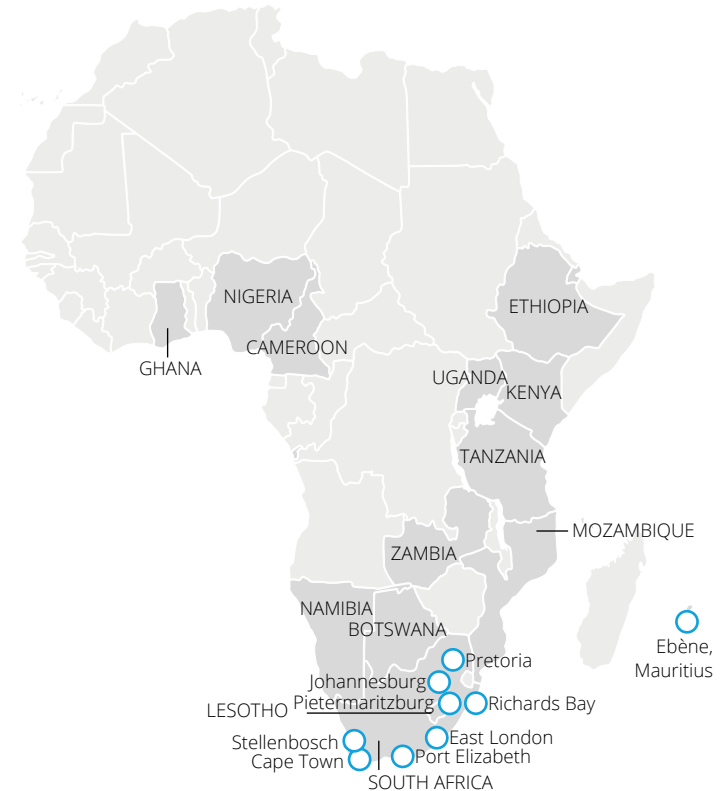 NIGERIA
ETHIOPIA
CAMEROON
GHANA
UGANDA
KENYA
TANZANIA
MOZAMBIQUE
ZAMBIA
NAMIBIA
BOTSWANA
Ebène,
Mauritius
Pretoria
Johannesburg
Pietermaritzburg
Richards Bay
LESOTHO
East London
Stellenbosch
Port Elizabeth
Cape Town
SOUTH AFRICA